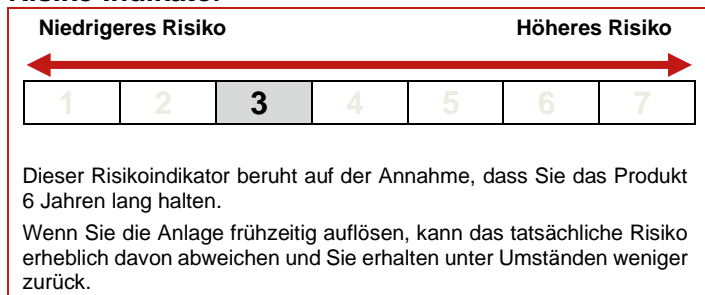 Niedrigeres Risiko Höheres Risiko
1 2 3 4 5 6 7
Dieser Risikoindikator beruht auf der Annahme, dass Sie das Produkt
6 Jahren lang halten.
Wenn Sie die Anlage frühzeitig auflösen, kann das tatsächliche Risiko
erheblich davon abweichen und Sie erhalten unter Umständen weniger
zurück.